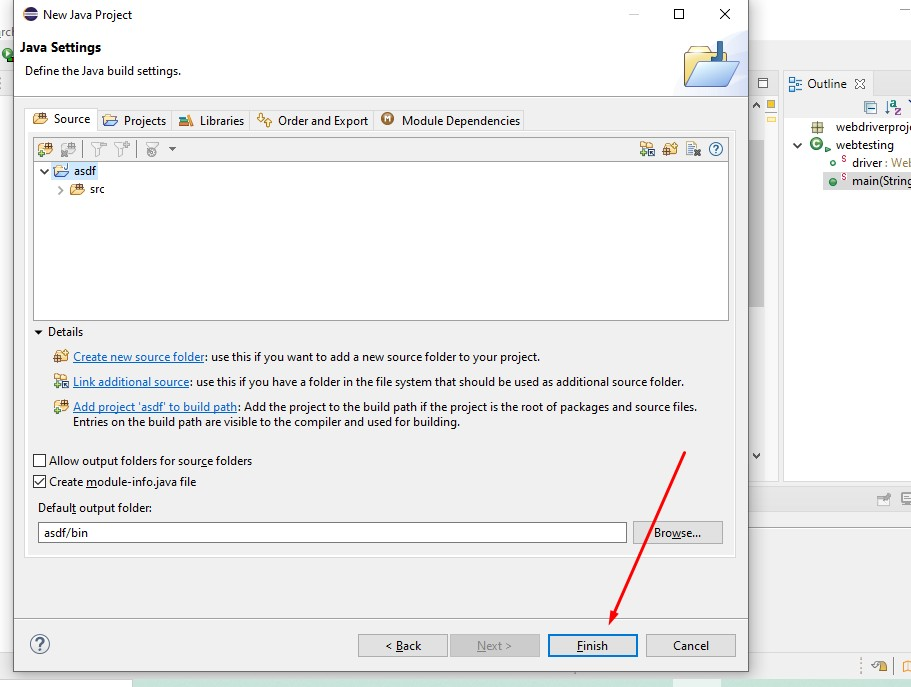 New Java Project
Java Settings
Define the Java build settings.
Source
Projects
Libraries
Order and Export
Module Dependencies
asdf
src
Details
Create new source folder: use this if you want to add a new source folder to your project.
Link additional source: use this if you have a folder in the file system that should be used as additional source folder.
Add project 'asdf' to build path: Add the project to the build path if the project is the root of packages and source files.
Entries on the build path are visible to the compiler and used for building.
Allow output folders for source folders
Create module-info.java file
Default output folder:
asdf/bin
Browse...
< Back
Next >
Finish
Cancel
Outline
webdriverproj
webtesting
driver : Web
main(String